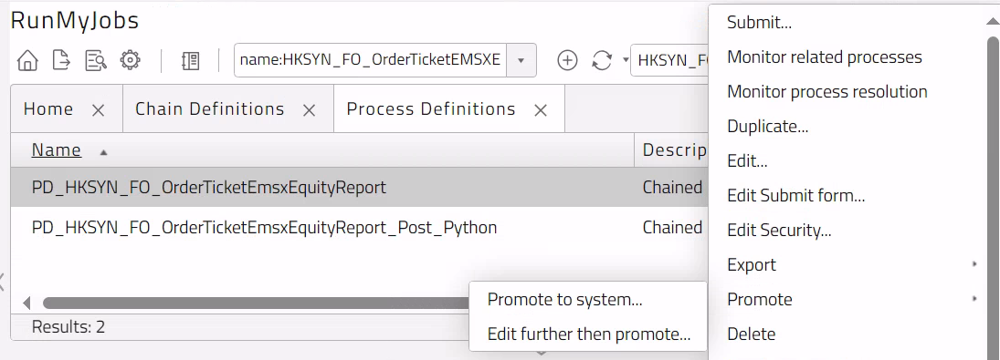 RunMyJobs
name:HKSYN_FO_OrderTicketEMSXE
HKSYN_F
Home
Chain Definitions
Process Definitions
Name
Descrip
PD_HKSYN_FO_OrderTicketEmsxEquityReport
Chained
PD_HKSYN_FO_OrderTicketEmsxEquityReport_Post_Python
Chained
Results: 2
Submit...
Monitor related processes
Monitor process resolution
Duplicate...
Edit...
Edit Submit form...
Edit Security...
Export
Promote
Delete
Promote to system...
Edit further then promote...